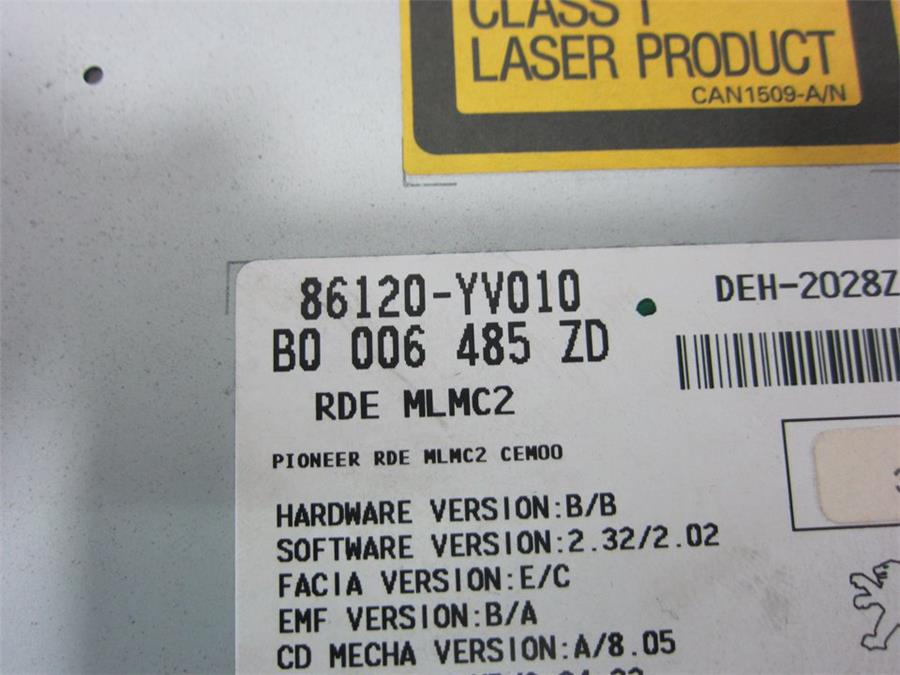 CLASS 1
LASER PRODUCT
CAN1509-A/N
86120-YV010
DEH-2028Z
B0 006 485 ZD
RDE MLMC2
PIONEER RDE MLMC2 CEM00
HARDWARE VERSION:B/B
SOFTWARE VERSION:2.32/2.02
FACIA VERSION:E/C
EMF VERSION:B/A
CD MECHA VERSION:A/8.05